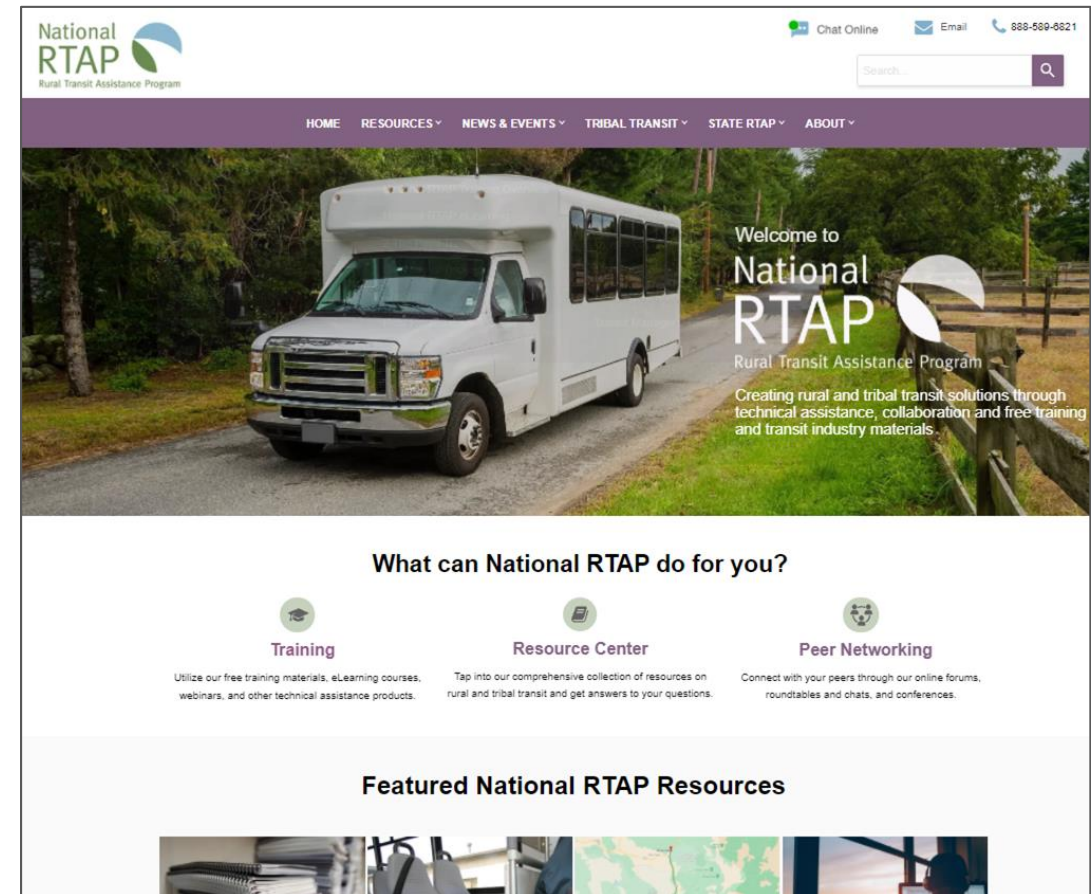 National
RTAP
Rural Transit Assistance Program
Chat Online
Email
888-589-6821
Search...
HOME
RESOURCES
NEWS & EVENTS
TRIBAL TRANSIT
STATE RTAP
ABOUT
Welcome to
National
RTAP
Rural Transit Assistance Program
Creating rural and tribal transit solutions through
technical assistance, collaboration and free training
and transit industry materials.
What can National RTAP do for you?
Training
Utilize our free training materials, eLearning courses,
webinars, and other technical assistance products.
Resource Center
Tap into our comprehensive collection of resources on
rural and tribal transit and get answers to your questions.
Peer Networking
Connect with your peers through our online forums,
roundtables and chats, and conferences.
Featured National RTAP Resources